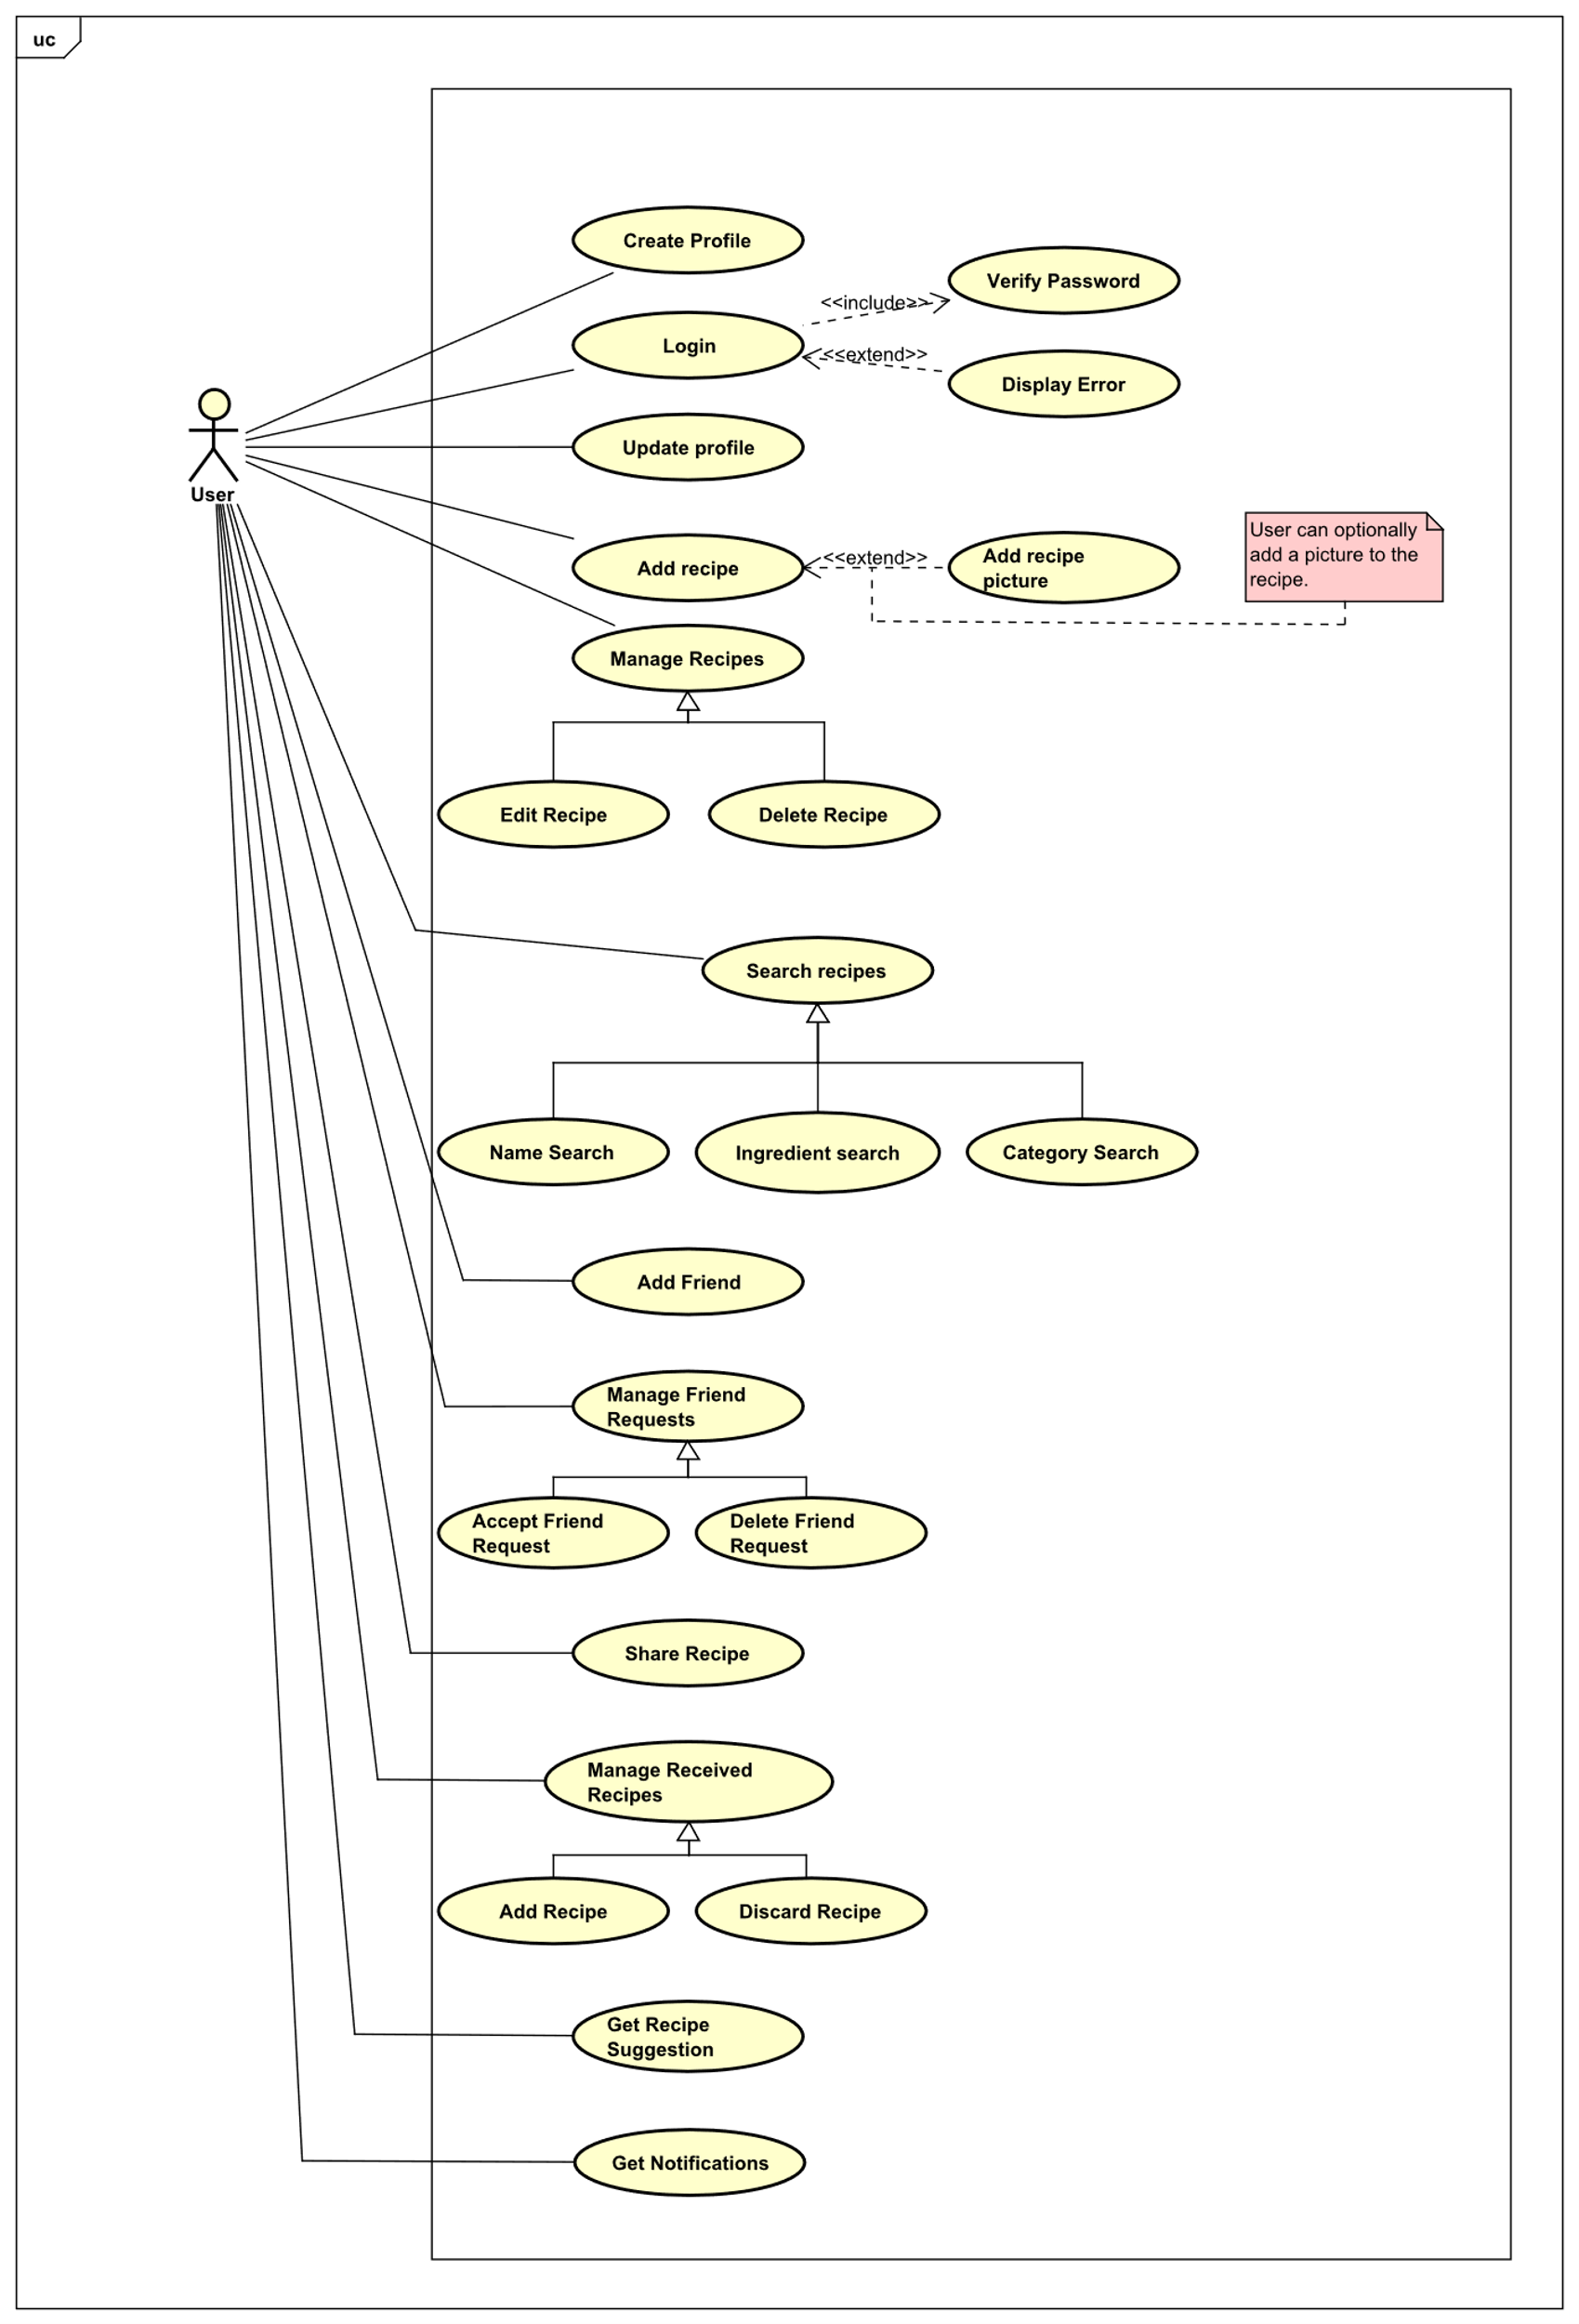 uc
Create Profile
Verify Password
<<include>>
Login
<<extend>>
Display Error
Update profile
User
User can optionally
add a picture to the
recipe.
Add recipe
<<extend>>
Add recipe
picture
Manage Recipes
Edit Recipe
Delete Recipe
Search recipes
Name Search
Ingredient search
Category Search
Add Friend
Manage Friend
Requests
Accept Friend
Request
Delete Friend
Request
Share Recipe
Manage Received
Recipes
Add Recipe
Discard Recipe
Get Recipe
Suggestion
Get Notifications